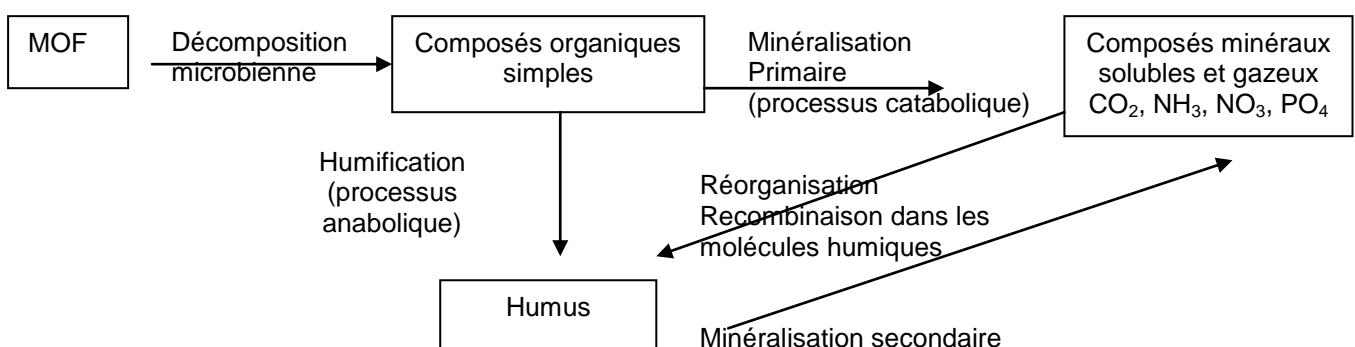 MOF
Décomposition
microbienne
Composés organiques
simples
Minéralisation
Primaire
(processus catabolique)
Composés minéraux
solubles et gazeux
CO₂, NH₃, NO₃, PO₄
Humification
(processus
anabolique)
Réorganisation
Recombinaison dans les
molécules humiques
Humus
Minéralisation secondaire